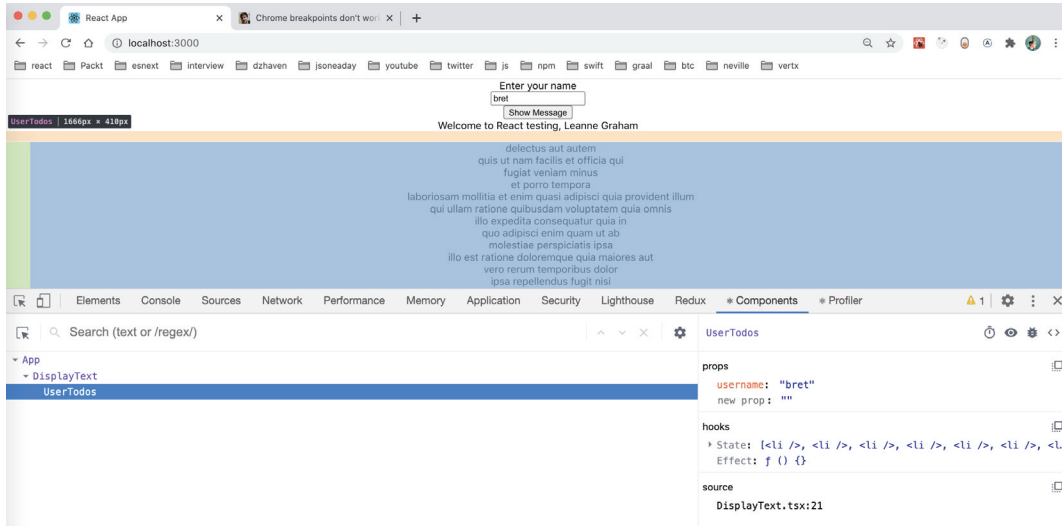 React App
Chrome breakpoints don't wor
localhost:3000
react Packt esnext interview dzhaven jsoneaday youtube twitter js npm swift graal btc neville vertx
Enter your name
bret
Show Message
UserTodos | 1666px × 410px
Welcome to React testing, Leanne Graham
delectus aut autem
quis ut nam facilis et officia qui
fugiat veniam minus
et porro tempora
laboriosam mollitia et enim quasi adipisci quia provident illum
qui ullam ratione quibusdam voluptatem quia omnis
illo expedita consequatur quia in
quo adipisci enim quam ut ab
molestiae perspiciatis ipsa
illo est ratione doloremque quia maiores aut
vero rerum temporibus dolor
ipsa repellendus fugit nisi
Elements Console Sources Network Performance Memory Application Security Lighthouse Redux Components Profiler 1
Search (text or /regex/)
UserTodos
App
DisplayText
UserTodos
props
username: "bret"
new prop: ""
hooks
State: [<li />, <li />, <li />, <li />, <li />, <li />, <l…
Effect: ƒ () {}
source
DisplayText.tsx:21